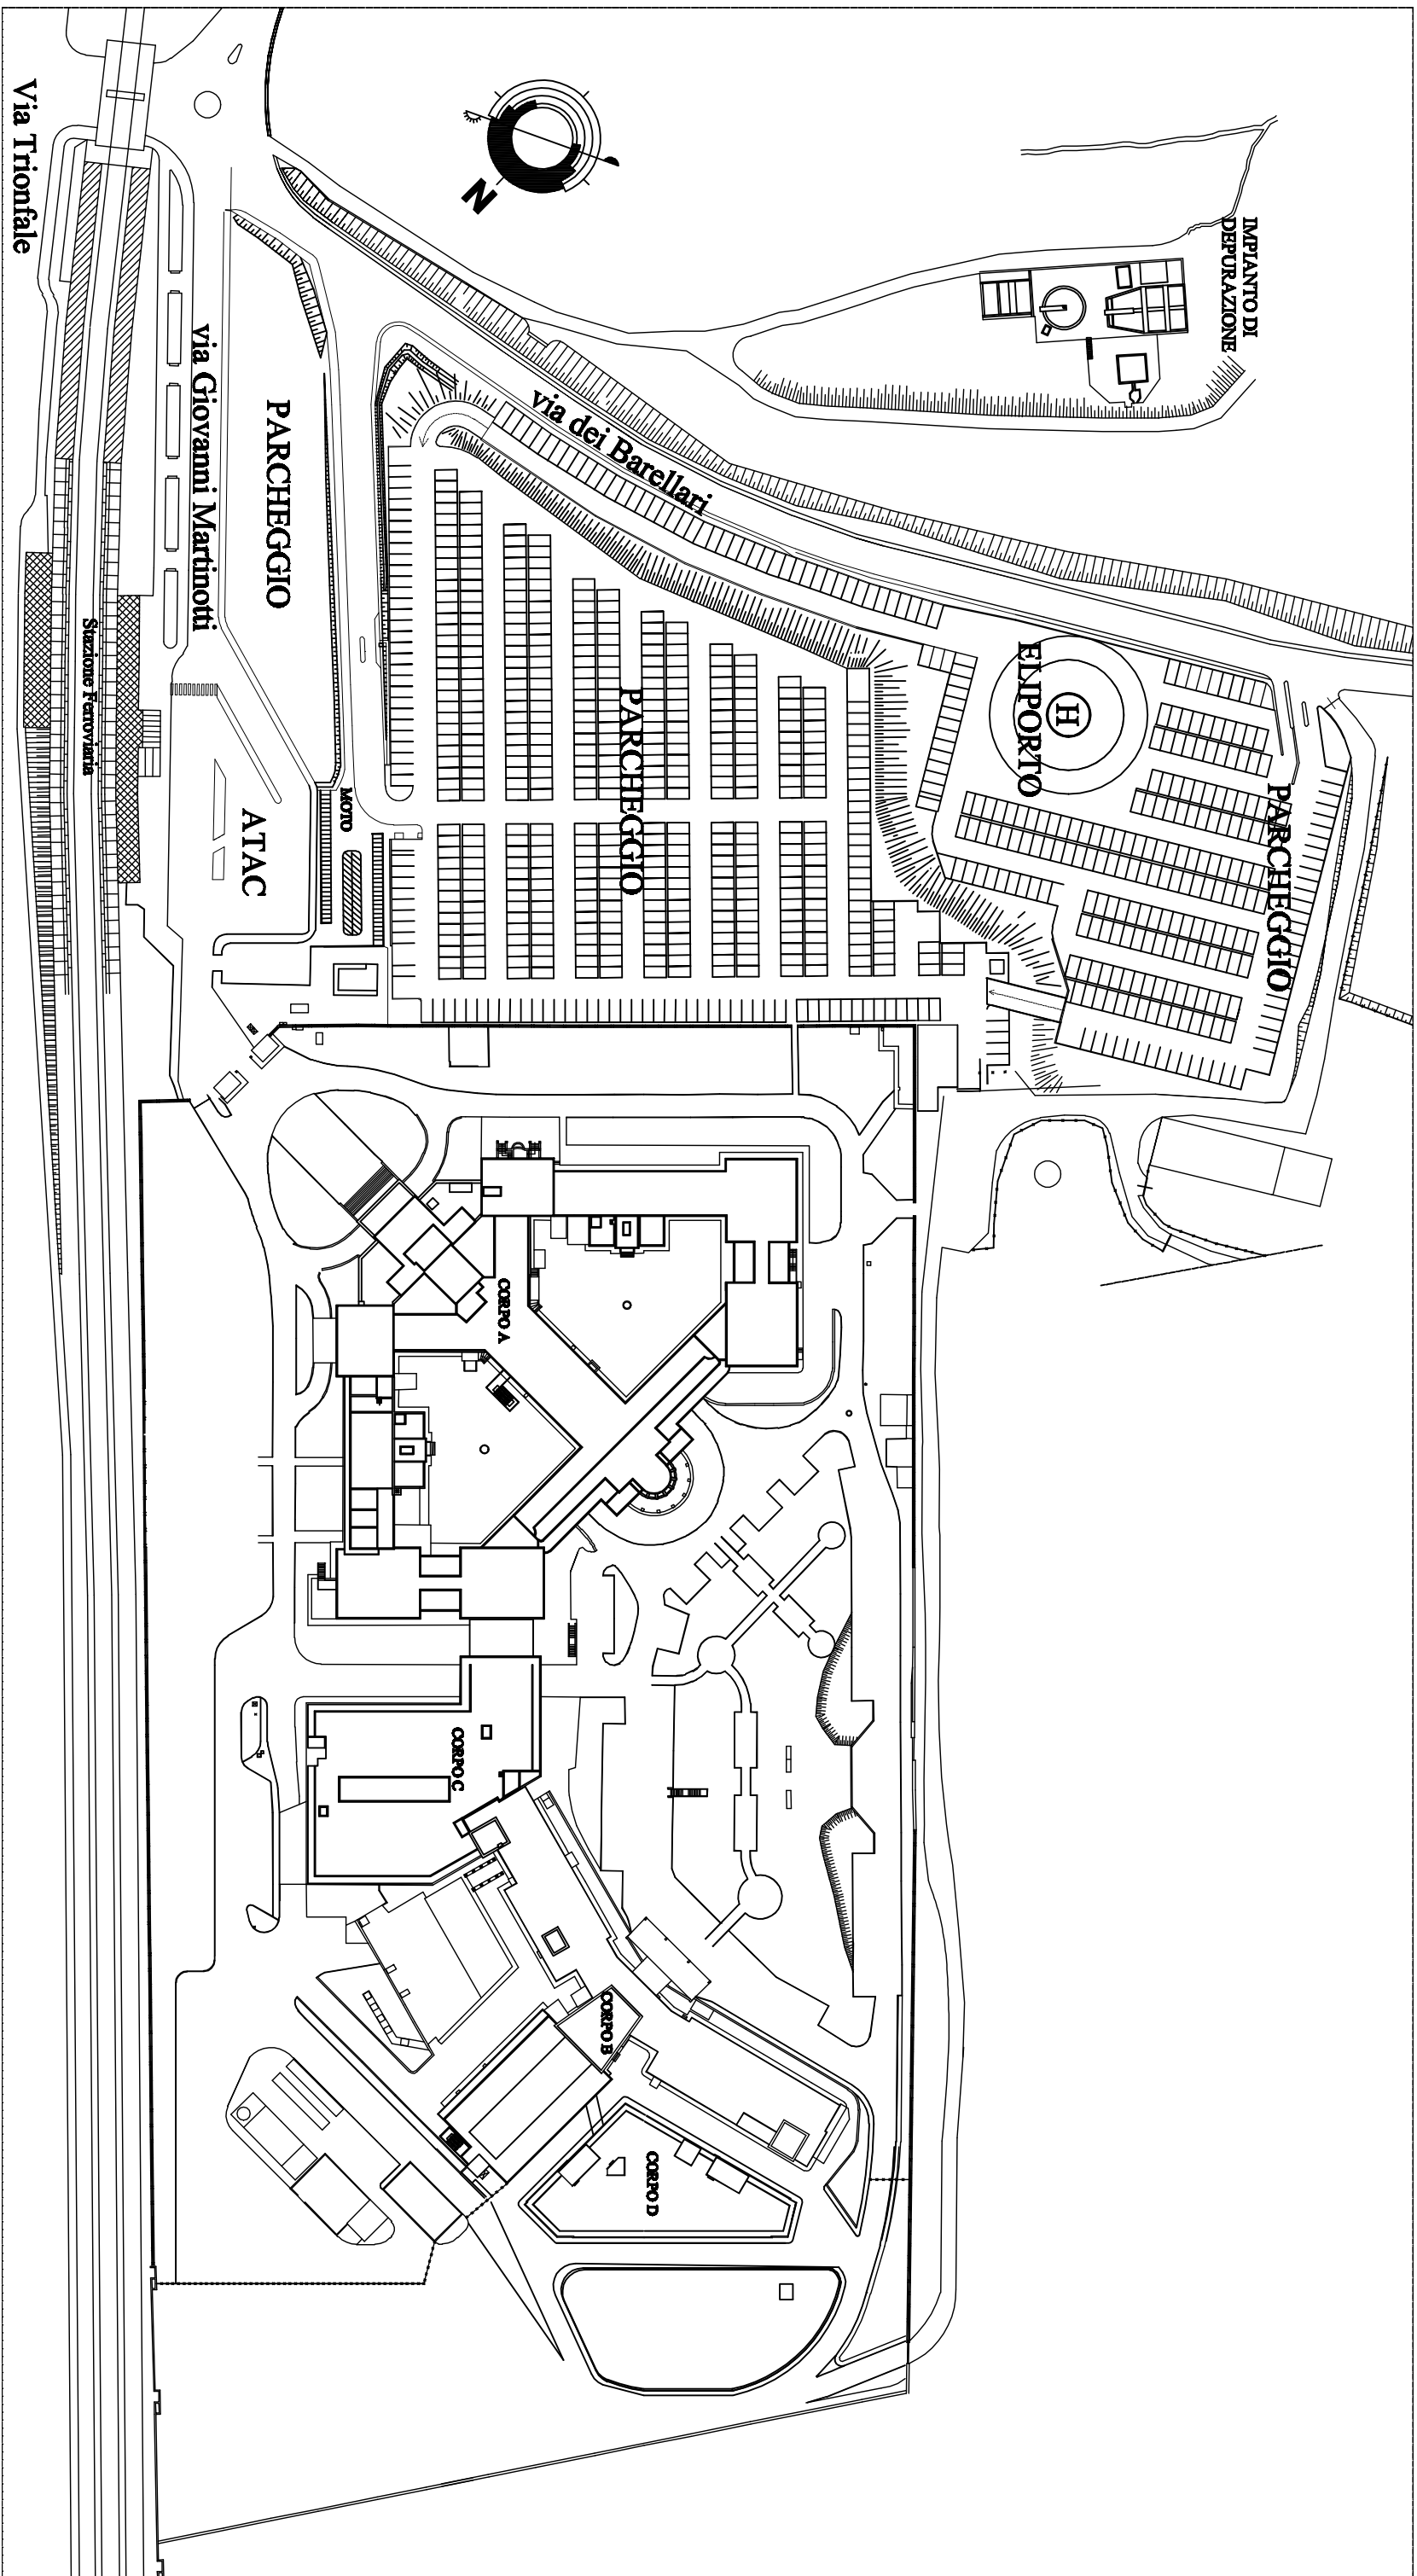 Via Trionfale
via Giovanni Martinotti
Stazione Ferroviaria
PARCHEGGIO
ATAC
MOTO
N
via dei Barellari
IMPIANTO DI
DEPURAZIONE
PARCHEGGIO
ELIPORTO
H
PARCHEGGIO
CORPO A
CORPO C
CORPO B
CORPO D